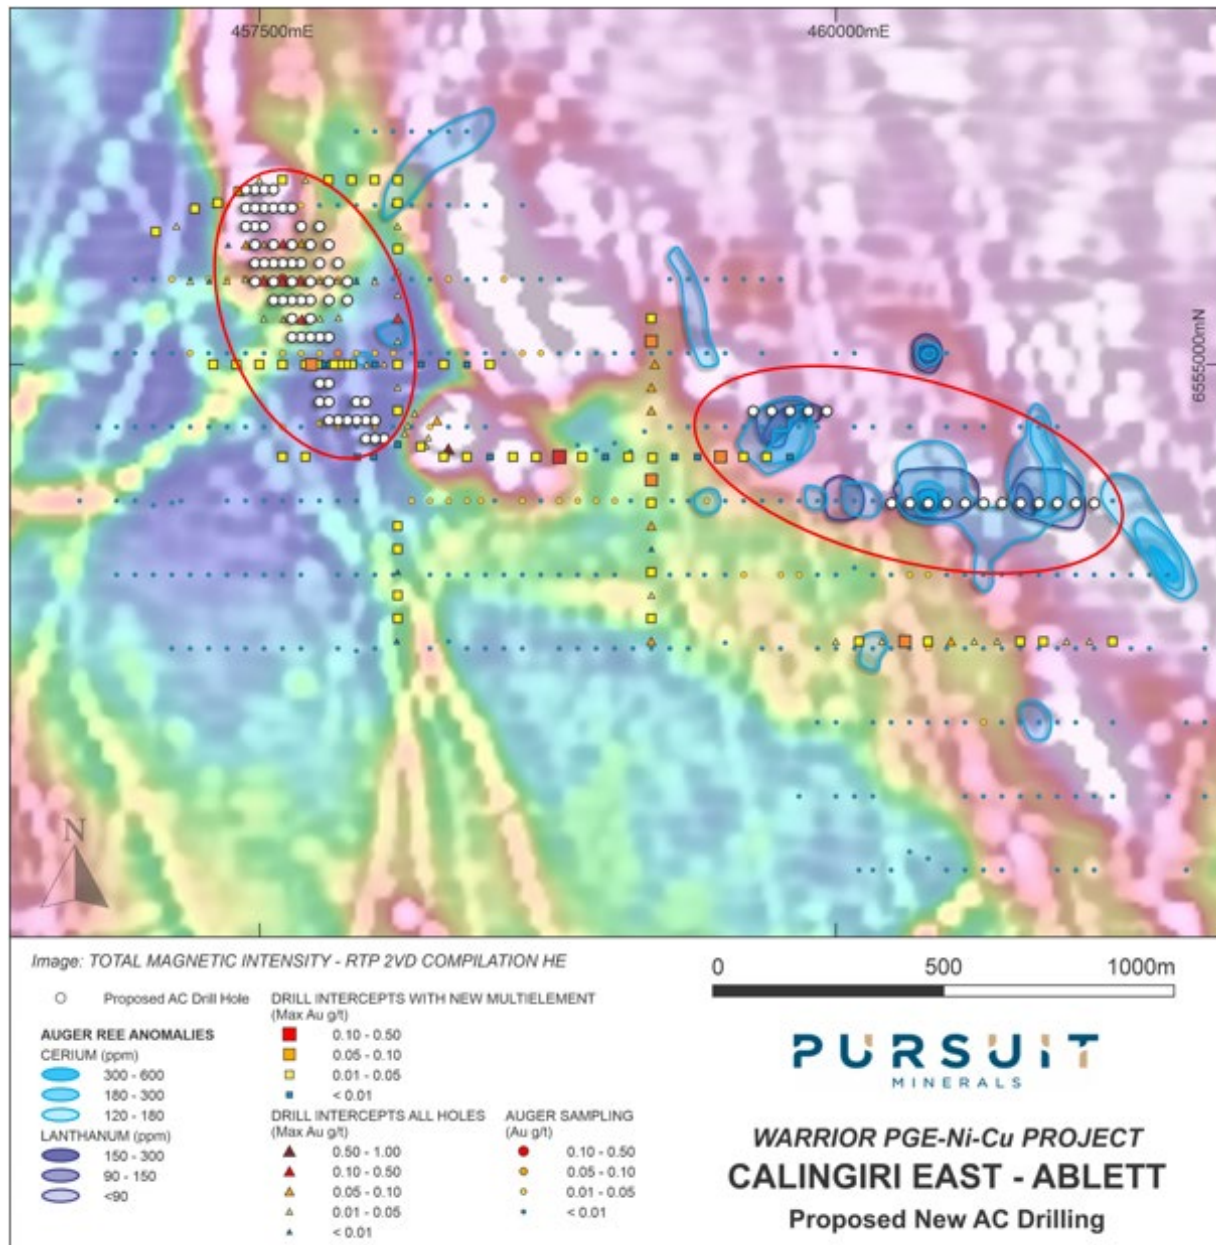 457500mE
460000mE
6555000mN
N
Image: TOTAL MAGNETIC INTENSITY - RTP 2VD COMPILATION HE
Proposed AC Drill Hole
AUGER REE ANOMALIES
CERIUM (ppm)
300 - 600
180 - 300
120 - 180
LANTHANUM (ppm)
150 - 300
90 - 150
<90
DRILL INTERCEPTS WITH NEW MULTIELEMENT
(Max Au g/t)
0.10 - 0.50
0.05 - 0.10
0.01 - 0.05
< 0.01
DRILL INTERCEPTS ALL HOLES
(Max Au g/t)
0.50 - 1.00
0.10 - 0.50
0.05 - 0.10
0.01 - 0.05
< 0.01
AUGER SAMPLING
(Au g/t)
0.10 - 0.50
0.05 - 0.10
0.01 - 0.05
< 0.01
0 500 1000m
PURSUIT
MINERALS
WARRIOR PGE-Ni-Cu PROJECT
CALINGIRI EAST - ABLETT
Proposed New AC Drilling